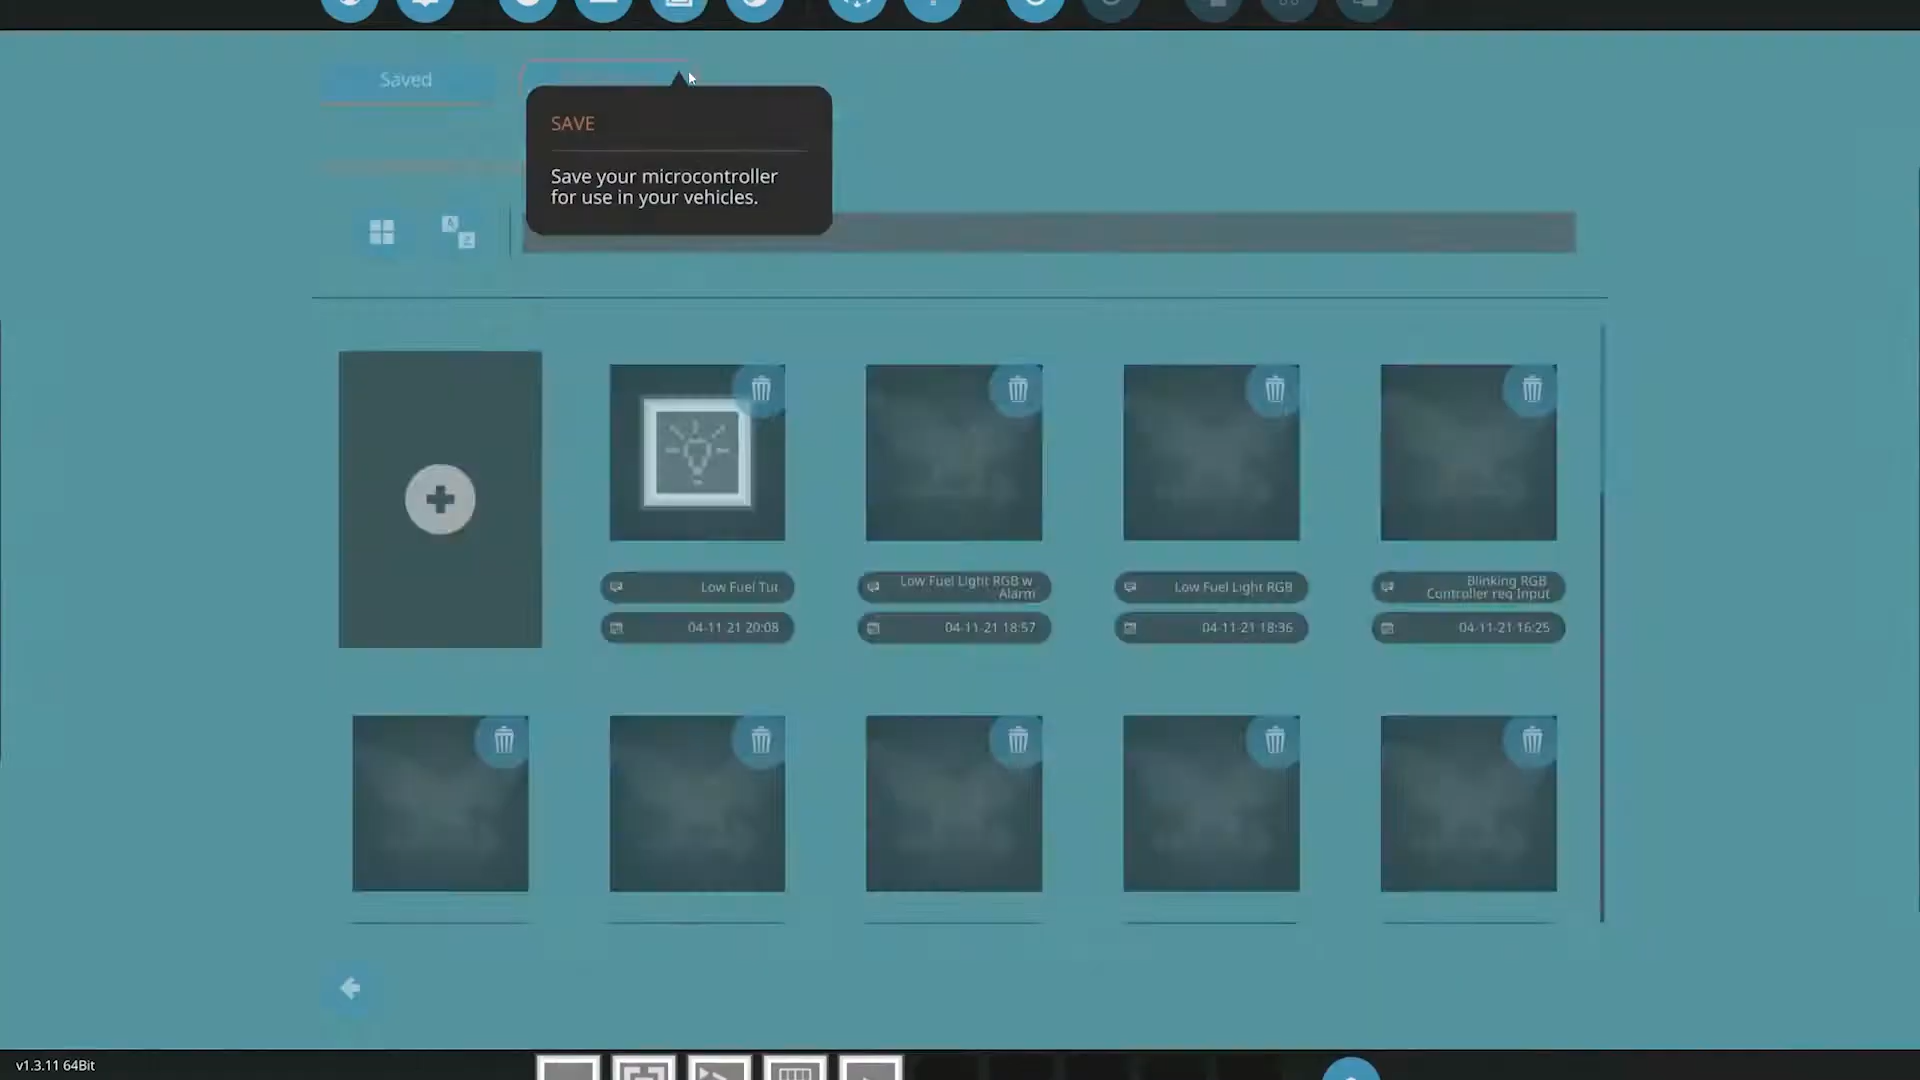 Saved
SAVE
Save your microcontroller
for use in your vehicles.
A
Z
Low Fuel Tut
Low Fuel Light RGB w
Alarm
Low Fuel Light RGB
Blinking RGB
Controller req Input
04-11-21 20:08
04-11-21 18:57
04-11-21 18:36
04-11-21 16:25
v1.3.11 64Bit